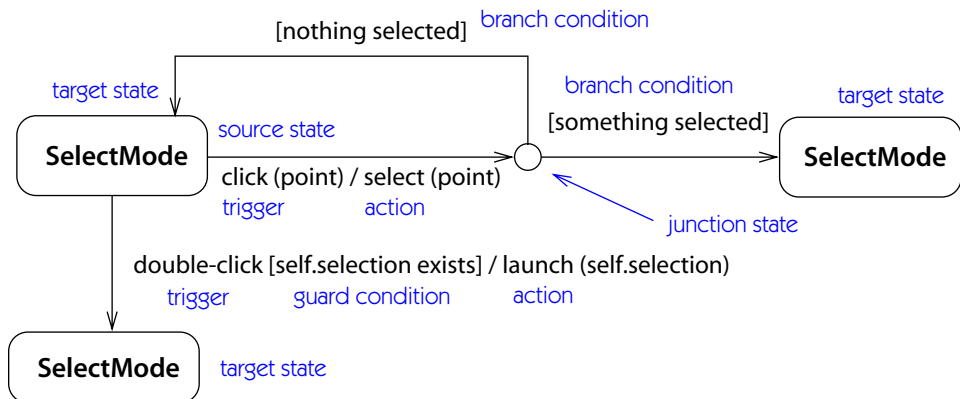 [nothing selected] branch condition
target state
branch condition
target state
source state
[something selected]
SelectMode
SelectMode
click (point) / select (point)
trigger action
junction state
double-click [self.selection exists] / launch (self.selection)
trigger guard condition action
SelectMode target state